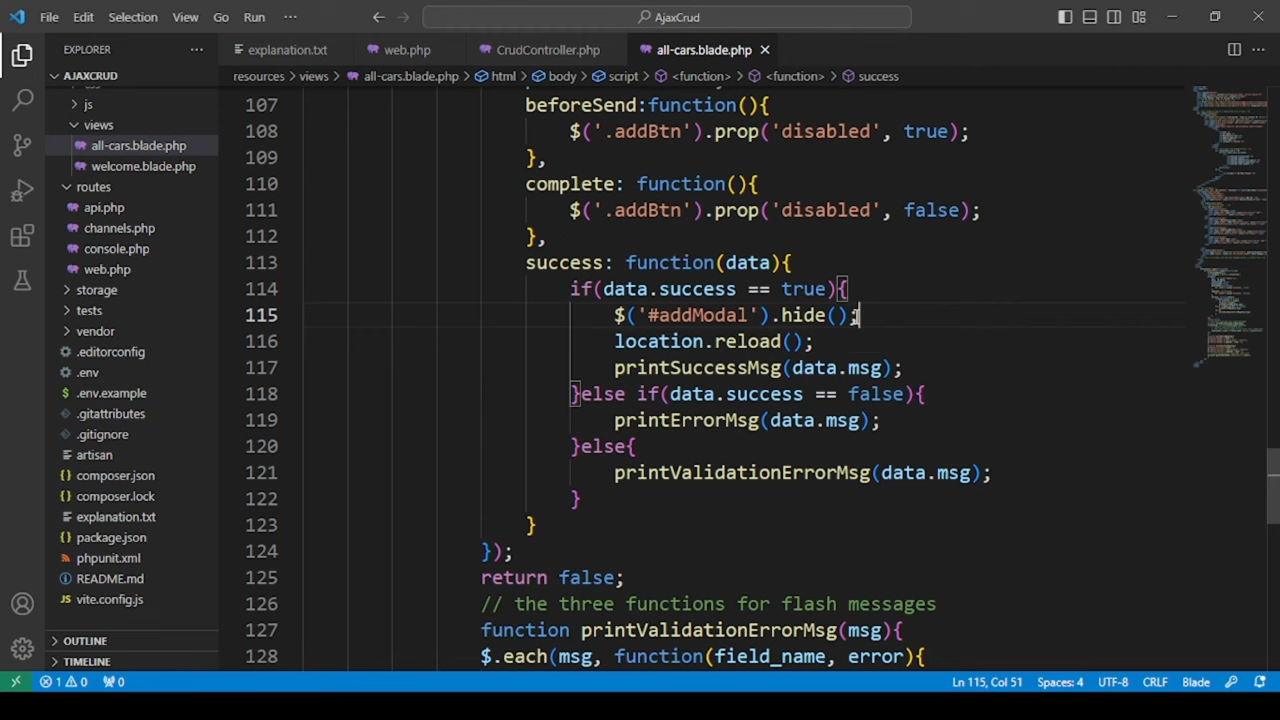 File Edit Selection View Go Run ··· AjaxCrud
EXPLORER ···
explanation.txt web.php CrudController.php all-cars.blade.php
AJAXCRUD
resources > views > all-cars.blade.php > html > body > script > <function> > <function> > success
js
views
all-cars.blade.php
welcome.blade.php
routes
api.php
channels.php
console.php
web.php
storage
tests
vendor
.editorconfig
.env
.env.example
.gitattributes
.gitignore
artisan
composer.json
composer.lock
explanation.txt
package.json
phpunit.xml
README.md
vite.config.js
OUTLINE
TIMELINE
107 beforeSend:function(){
108 $('.addBtn').prop('disabled', true);
109 },
110 complete: function(){
111 $('.addBtn').prop('disabled', false);
112 },
113 success: function(data){
114 if(data.success == true){
115 $('#addModal').hide();
116 location.reload();
117 printSuccessMsg(data.msg);
118 }else if(data.success == false){
119 printErrorMsg(data.msg);
120 }else{
121 printValidationErrorMsg(data.msg);
122 }
123 }
124 });
125 return false;
126 // the three functions for flash messages
127 function printValidationErrorMsg(msg){
128 $.each(msg, function(field_name, error){
1 0 0 Ln 115, Col 51 Spaces: 4 UTF-8 CRLF Blade